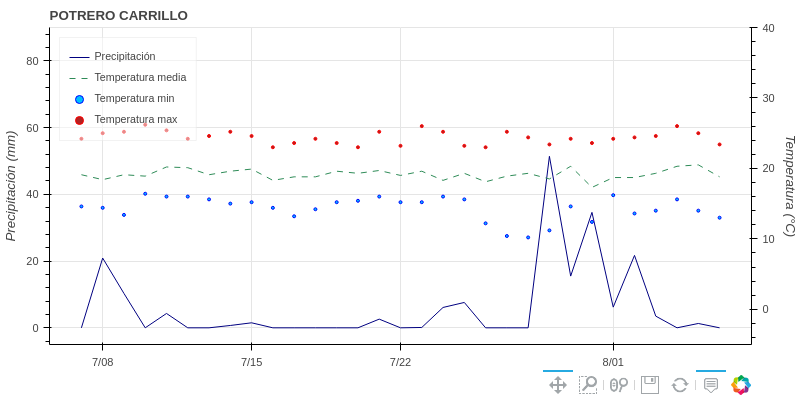 POTRERO CARRILLO
Precipitación
Temperatura media
Temperatura min
Temperatura max
Precipitación (mm)
80
60
40
20
0
40
30
20
10
0
Temperatura (°C)
7/08
7/15
7/22
8/01